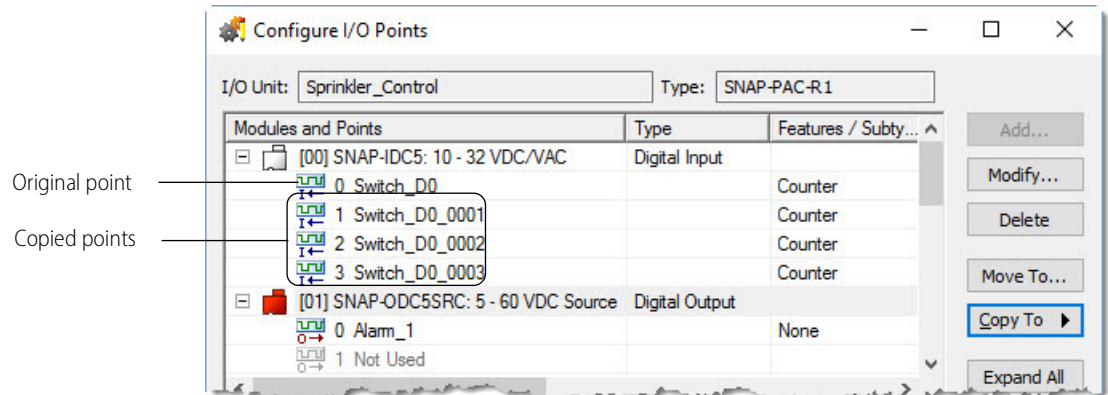 Configure I/O Points
I/O Unit: Sprinkler_Control Type: SNAP-PAC-R1
Modules and Points Type Features / Subty...
Add...
[00] SNAP-IDC5: 10 - 32 VDC/VAC Digital Input
Original point
0 Switch_D0 Counter
Modify...
1 Switch_D0_0001 Counter
Delete
Copied points
2 Switch_D0_0002 Counter
3 Switch_D0_0003 Counter
Move To...
[01] SNAP-ODC5SRC: 5 - 60 VDC Source Digital Output
Copy To
0 Alarm_1 None
1 Not Used
Expand All